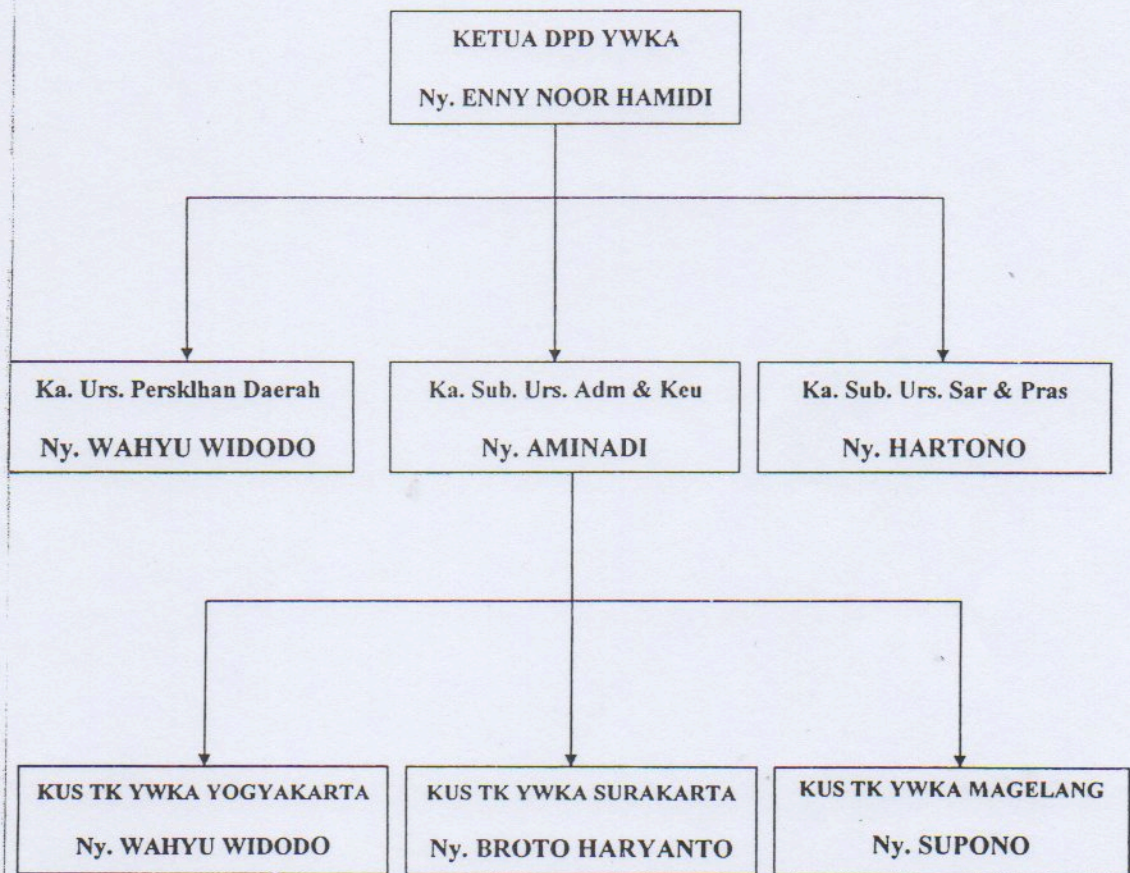 KETUA DPD YWKA
Ny. ENNY NOOR HAMIDI
Ka. Urs. Persklhan Daerah
Ny. WAHYU WIDODO
Ka. Sub. Urs. Adm & Keu
Ny. AMINADI
Ka. Sub. Urs. Sar & Pras
Ny. HARTONO
KUS TK YWKA YOGYAKARTA
Ny. WAHYU WIDODO
KUS TK YWKA SURAKARTA
Ny. BROTO HARYANTO
KUS TK YWKA MAGELANG
Ny. SUPONO